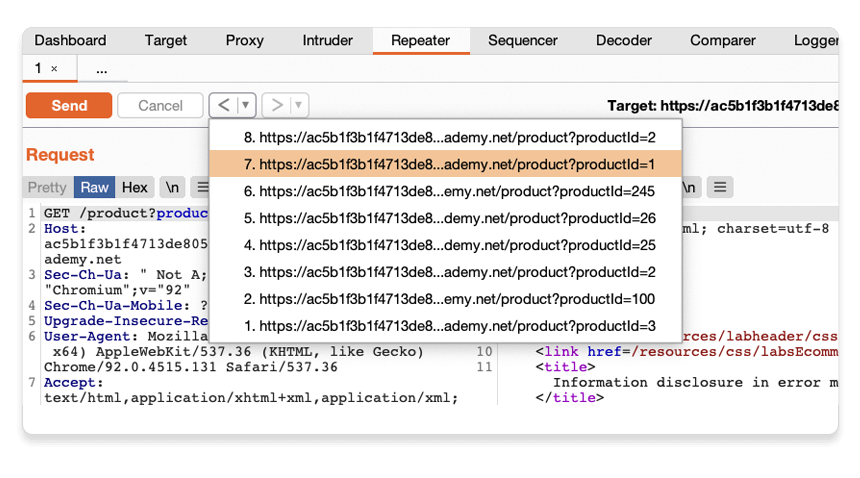 Dashboard Target Proxy Intruder Repeater Sequencer Decoder Comparer Logger
1 × ...
Send Cancel < ▼ > ▼ Target: https://ac5b1f3b1f4713de8
8. https://ac5b1f3b1f4713de8...ademy.net/product?productId=2
7. https://ac5b1f3b1f4713de8...ademy.net/product?productId=1
6. https://ac5b1f3b1f4713de8...emy.net/product?productId=245
5. https://ac5b1f3b1f4713de8...demy.net/product?productId=26
4. https://ac5b1f3b1f4713de8...demy.net/product?productId=25
3. https://ac5b1f3b1f4713de8...ademy.net/product?productId=2
2. https://ac5b1f3b1f4713de8...emy.net/product?productId=100
1. https://ac5b1f3b1f4713de8...ademy.net/product?productId=3
Request
Pretty Raw Hex \n
1 GET /product?produc
2 Host:
ac5b1f3b1f4713de805
ademy.net
3 Sec-Ch-Ua: " Not A;
"Chromium";v="92"
4 Sec-Ch-Ua-Mobile: ?
5 Upgrade-Insecure-Re
6 User-Agent: Mozilla
x64) AppleWebKit/537.36 (KHTML, like Gecko)
Chrome/92.0.4515.131 Safari/537.36
7 Accept:
text/html,application/xhtml+xml,application/xml;
\n
ml; charset=utf-8
ources/labheader/css
10 <link href=/resources/css/labsEcomm
11 <title>
Information disclosure in error m
</title>